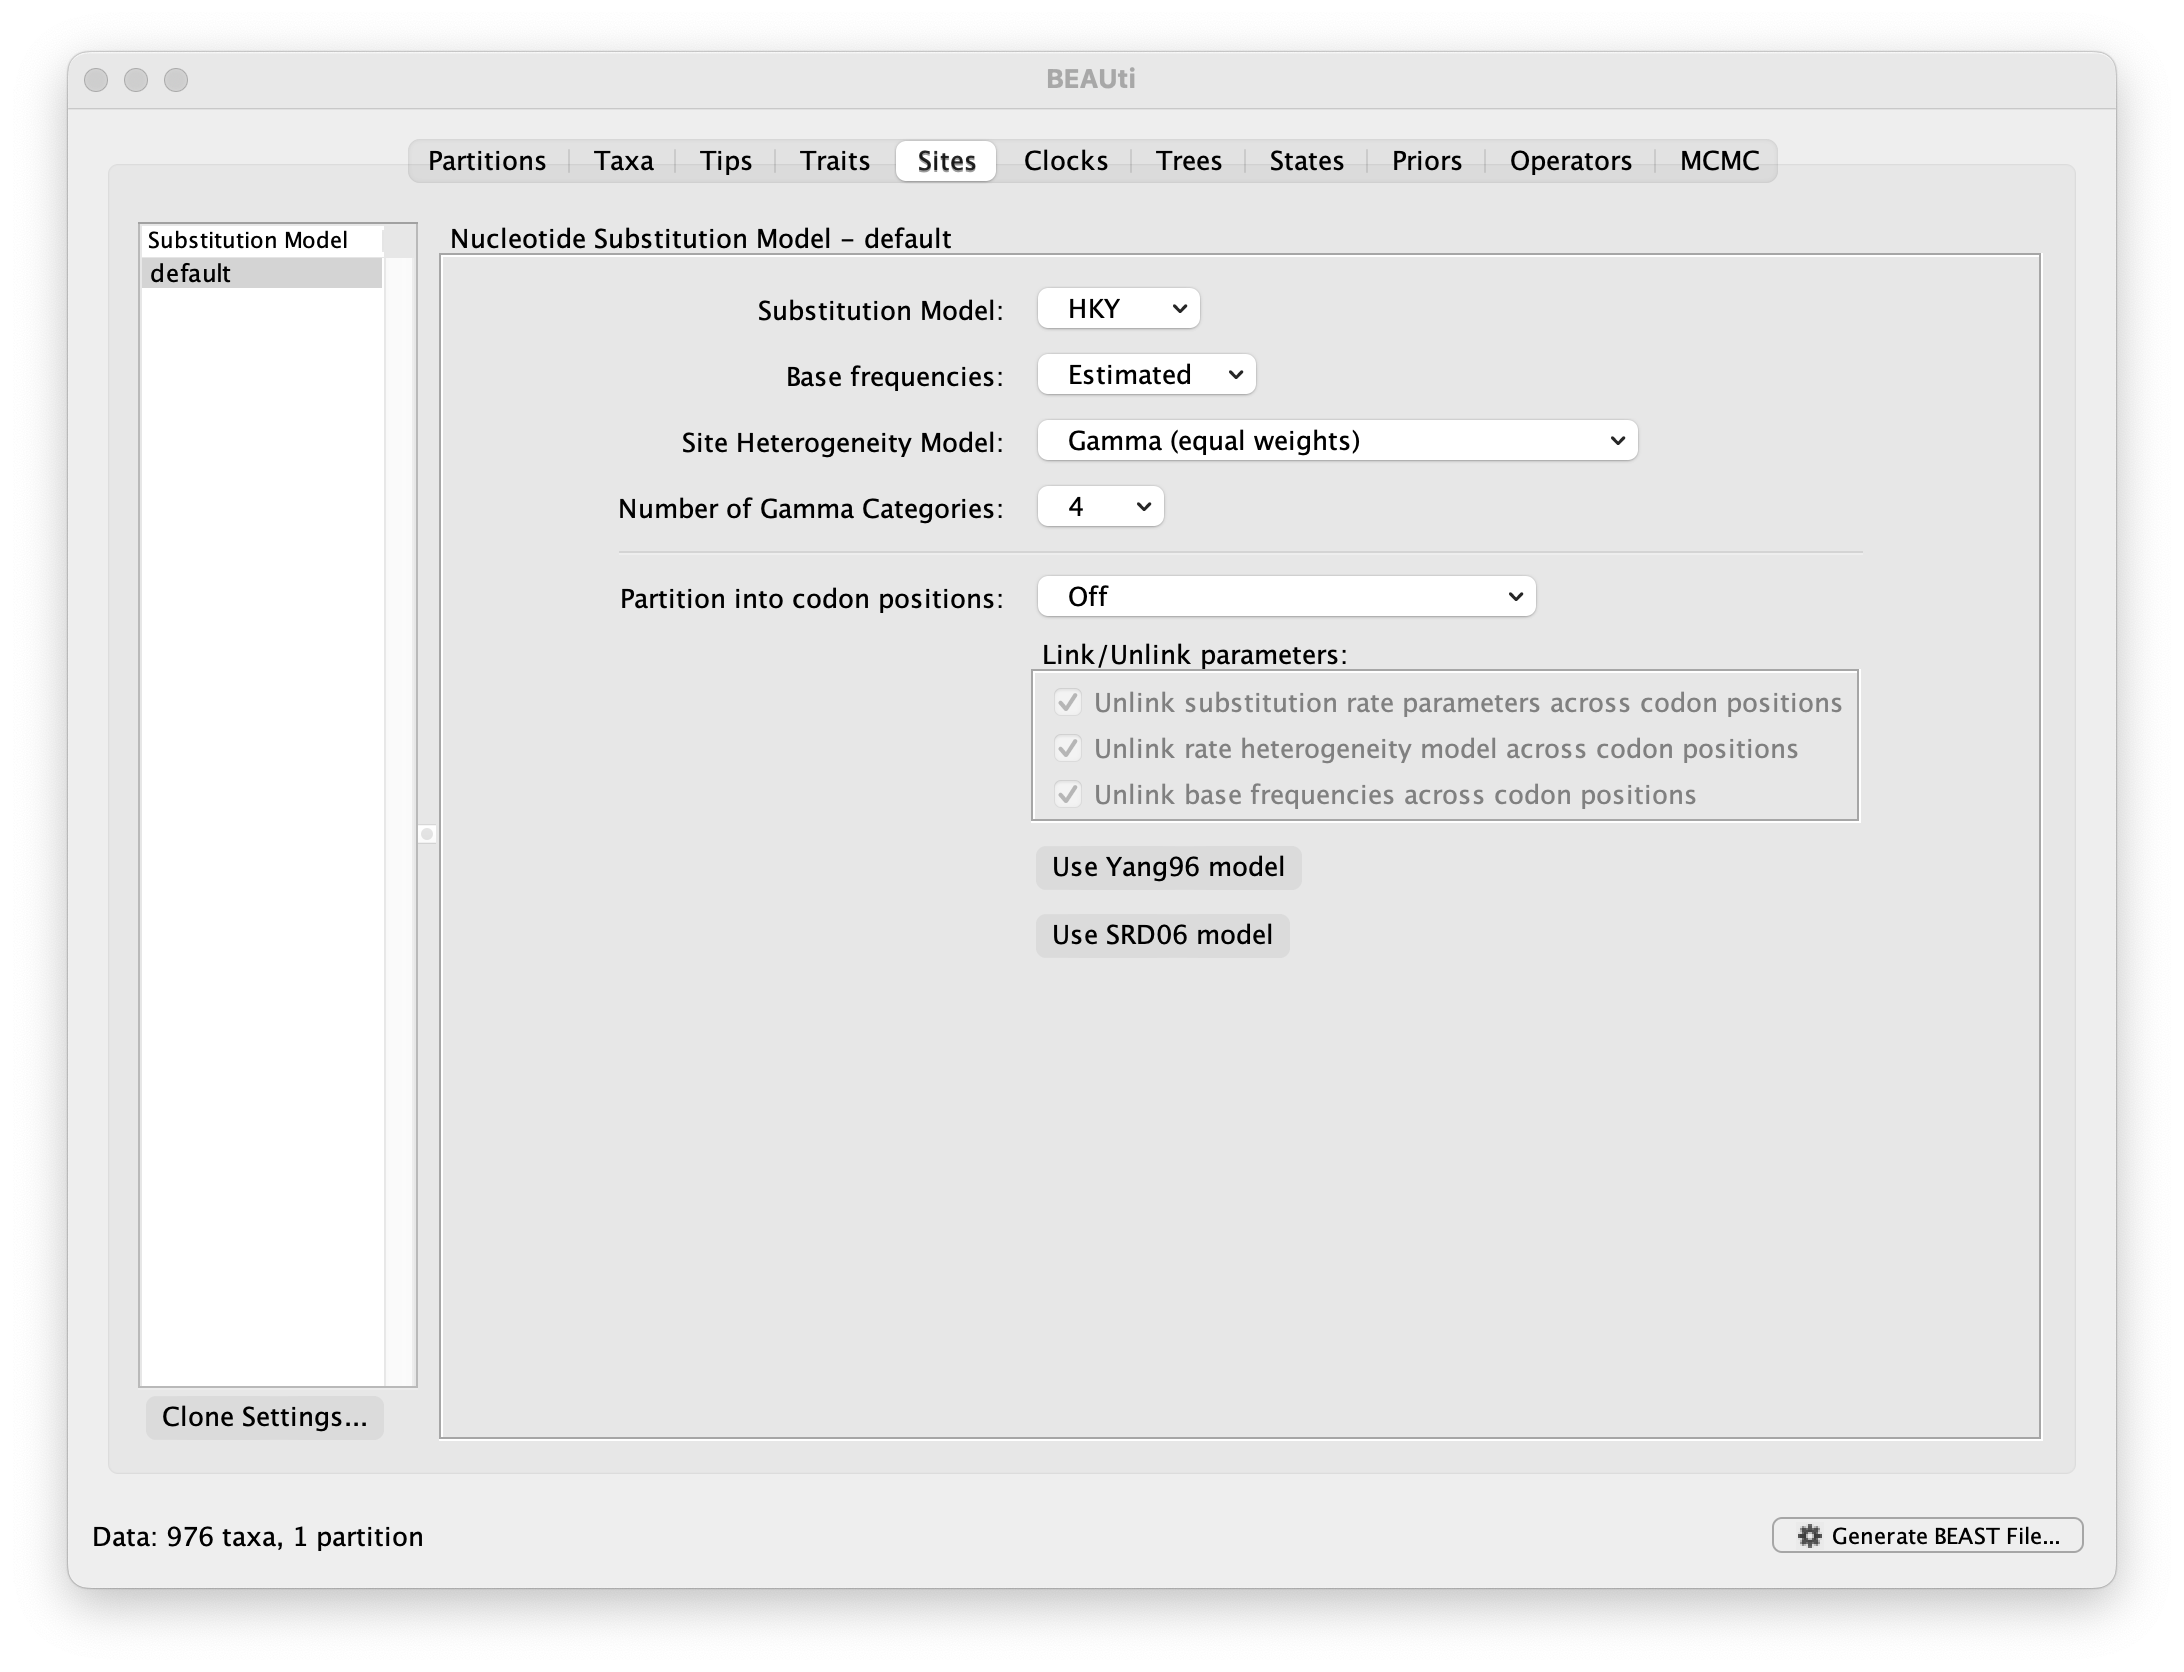 BEAUti
Partitions Taxa Tips Traits Sites Clocks Trees States Priors Operators MCMC
Substitution Model
default
Nucleotide Substitution Model – default
Substitution Model: HKY
Base frequencies: Estimated
Site Heterogeneity Model: Gamma (equal weights)
Number of Gamma Categories: 4
Partition into codon positions: Off
Link/Unlink parameters:
Unlink substitution rate parameters across codon positions
Unlink rate heterogeneity model across codon positions
Unlink base frequencies across codon positions
Use Yang96 model
Use SRD06 model
Clone Settings...
Data: 976 taxa, 1 partition
Generate BEAST File...